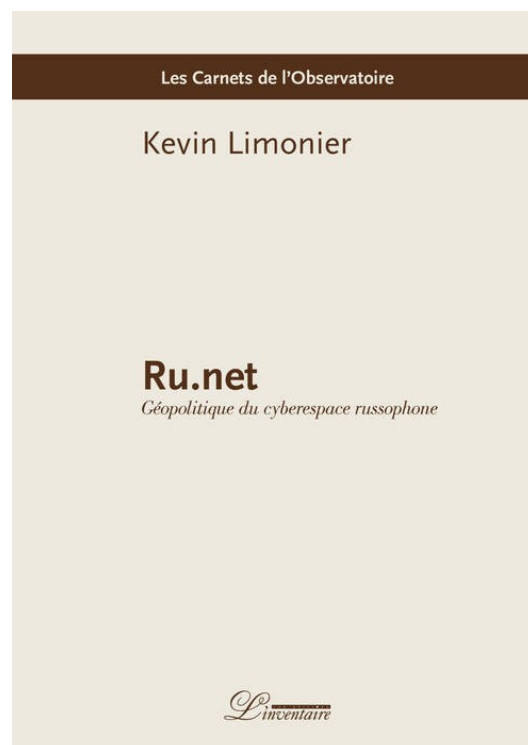 Les Carnets de l'Observatoire
Kevin Limonier
Ru.net
Géopolitique du cyberespace russophone
L'inventaire